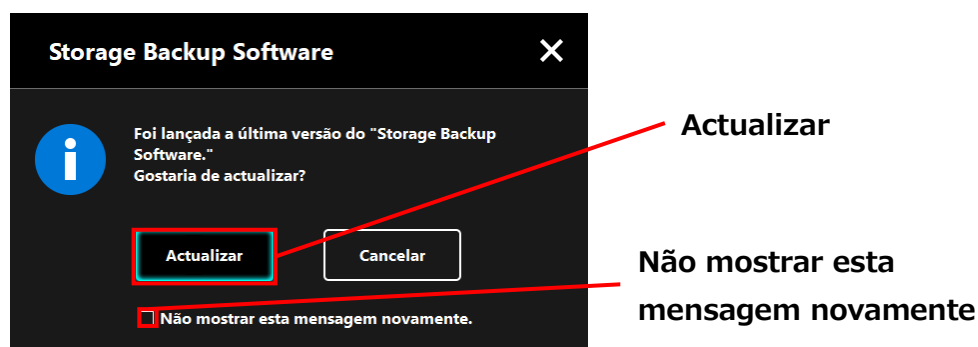 Storage Backup Software
Foi lançada a última versão do "Storage Backup
Software."
Gostaria de actualizar?
Actualizar
Cancelar
Não mostrar esta mensagem novamente.
Actualizar
Não mostrar esta
mensagem novamente